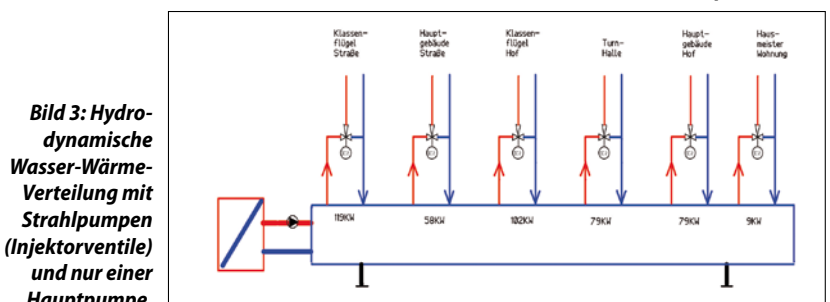 Klassen-
flügel
Straße
Haupt-
gebäude
Straße
Klassen-
flügel
Hof
Turn-
Halle
Haupt-
gebäude
Hof
Haus-
meister
Wohnung
Bild 3: Hydro-
dynamische
Wasser-Wärme-
Verteilung mit
Strahlpumpen
(Injektorventile)
und nur einer
Hauptpumpe.
119KW
58KW
102KW
79KW
79KW
9KW